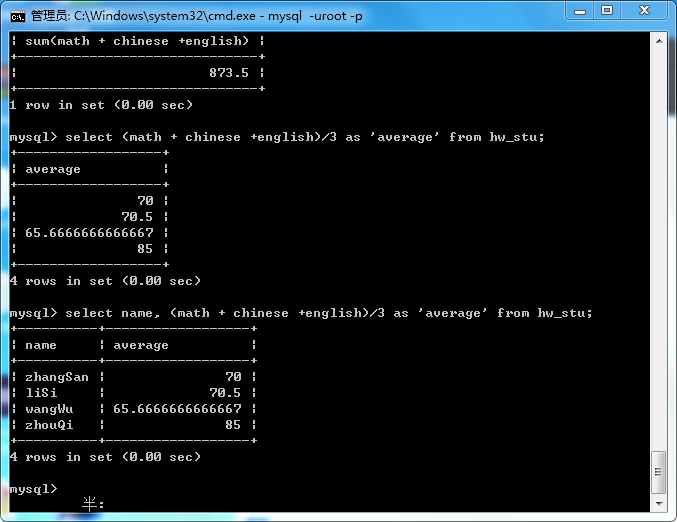 管理员: C:\Windows\system32\cmd.exe - mysql  -uroot -p
| sum(math + chinese +english) |
+------------------------------+
|                        873.5 |
+------------------------------+
1 row in set (0.00 sec)
mysql> select (math + chinese +english)/3 as 'average' from hw_stu;
+------------------+
| average          |
+------------------+
|               70 |
|             70.5 |
| 65.6666666666667 |
|               85 |
+------------------+
4 rows in set (0.00 sec)
mysql> select name, (math + chinese +english)/3 as 'average' from hw_stu;
+----------+------------------+
| name     | average          |
+----------+------------------+
| zhangSan |               70 |
| liSi     |             70.5 |
| wangWu   | 65.6666666666667 |
| zhouQi   |               85 |
+----------+------------------+
4 rows in set (0.00 sec)
mysql>
半: